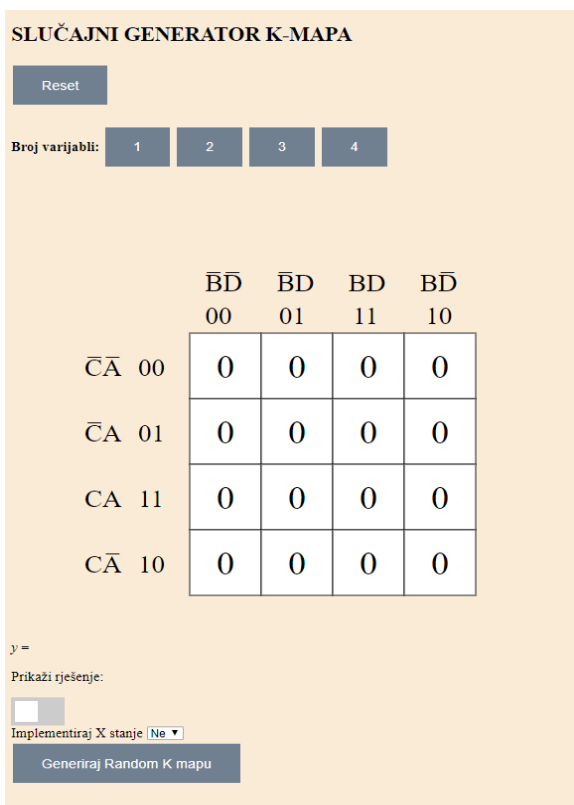 SLUČAJNI GENERATOR K-MAPA
Reset
Broj varijabli: 1 2 3 4
B̅D̅ B̅D BD BD̅
00 01 11 10
C̅A̅ 00 0 0 0 0
C̅A 01 0 0 0 0
CA 11 0 0 0 0
CA̅ 10 0 0 0 0
y =
Prikaži rješenje:
Implementiraj X stanje Ne ▼
Generiraj Random K mapu